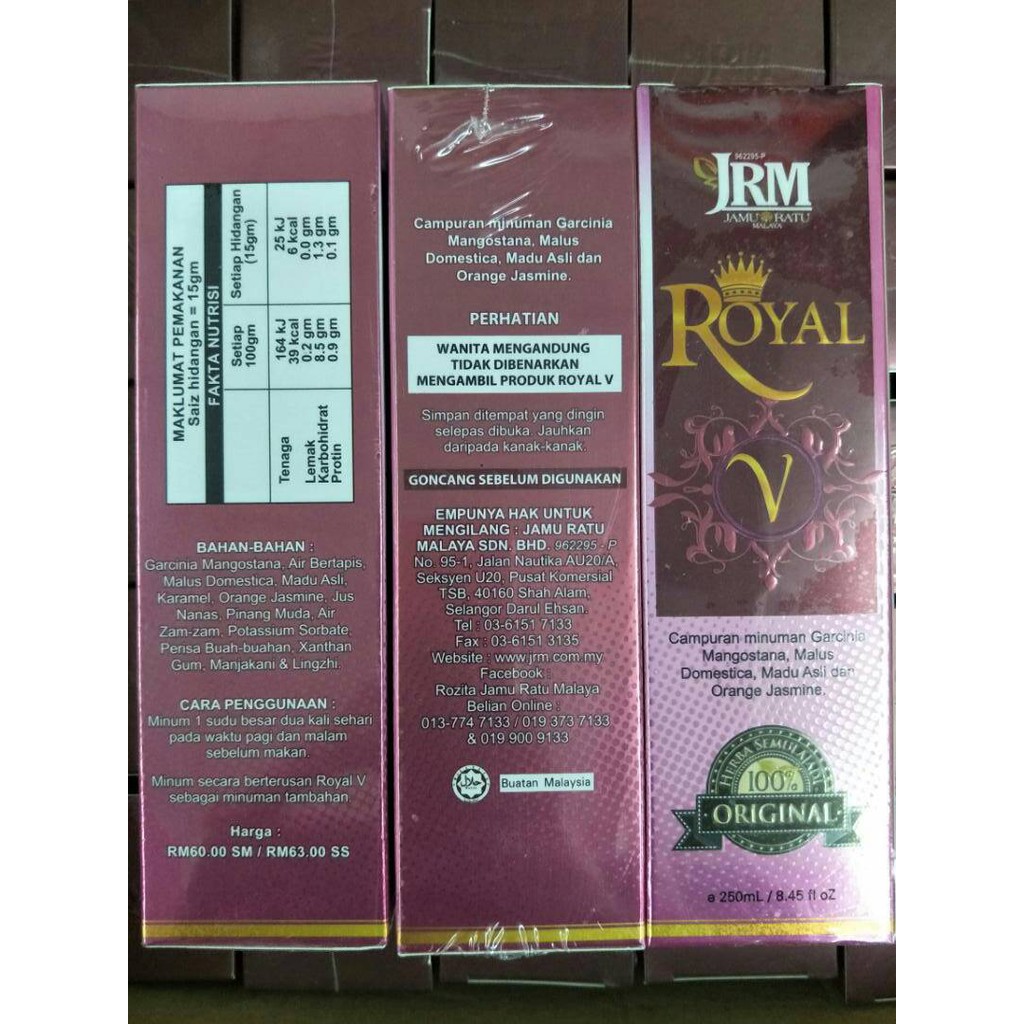 MAKLUMAT PEMAKANAN
Saiz hidangan = 15gm
FAKTA NUTRISI
Setiap 100gm Setiap Hidangan (15gm)
Tenaga 164 kJ 25 kJ
39 kcal 6 kcal
Lemak 0.2 gm 0.0 gm
Karbohidrat 8.5 gm 1.3 gm
Protin 0.9 gm 0.1 gm
BAHAN-BAHAN :
Garcinia Mangostana, Air Bertapis,
Malus Domestica, Madu Asli,
Karamel, Orange Jasmine, Jus
Nanas, Pinang Muda, Air
Zam-zam, Potassium Sorbate,
Perisa Buah-buahan, Xanthan
Gum, Manjakani & Lingzhi.
CARA PENGGUNAAN :
Minum 1 sudu besar dua kali sehari
pada waktu pagi dan malam
sebelum makan.
Minum secara berterusan Royal V
sebagai minuman tambahan
Harga :
RM60.00 SM / RM63.00 SS
Campuran minuman Garcinia
Mangostana, Malus
Domestica, Madu Asli dan
Orange Jasmine.
PERHATIAN
WANITA MENGANDUNG
TIDAK DIBENARKAN
MENGAMBIL PRODUK ROYAL V
Simpan ditempat yang dingin
selepas dibuka. Jauhkan
daripada kanak-kanak.
GONCANG SEBELUM DIGUNAKAN
EMPUNYA HAK UNTUK
MENGILANG : JAMU RATU
MALAYA SDN. BHD. 962295 - P
No. 95-1, Jalan Nautika AU20/A,
Seksyen U20, Pusat Komersial
TSB, 40160 Shah Alam,
Selangor Darul Ehsan.
Tel : 03-6151 7133
Fax : 03-6151 3135
Website : www.jrm.com.my
Facebook :
Rozita Jamu Ratu Malaya
Belian Online :
013-774 7133 / 019 373 7133
& 019 900 9133
حلال
Buatan Malaysia
962295-P
JRM
JAMU RATU
MALAYA
ROYAL
V
Campuran minuman Garcinia
Mangostana, Malus
Domestica, Madu Asli dan
Orange Jasmine.
HERBA SEMULAJADI
100%
ORIGINAL
e 250mL / 8.45 fl oZ